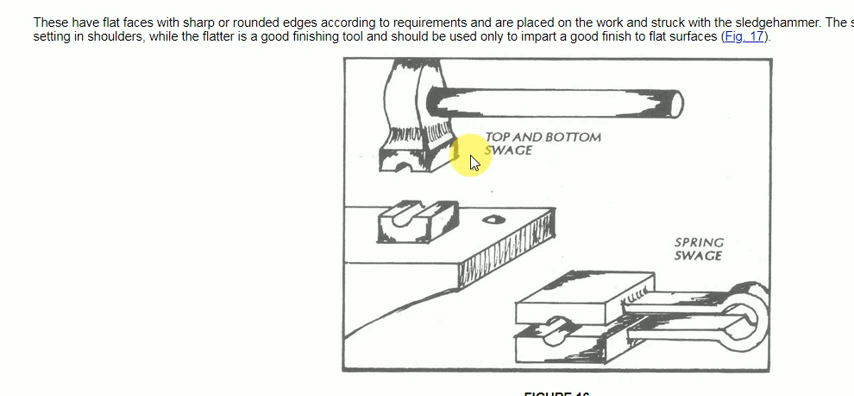 These have flat faces with sharp or rounded edges according to requirements and are placed on the work and struck with the sledgehammer. The
setting in shoulders, while the flatter is a good finishing tool and should be used only to impart a good finish to flat surfaces (Fig. 17).
TOP AND BOTTOM
SWAGE
SPRING
SWAGE
FIGURE 16